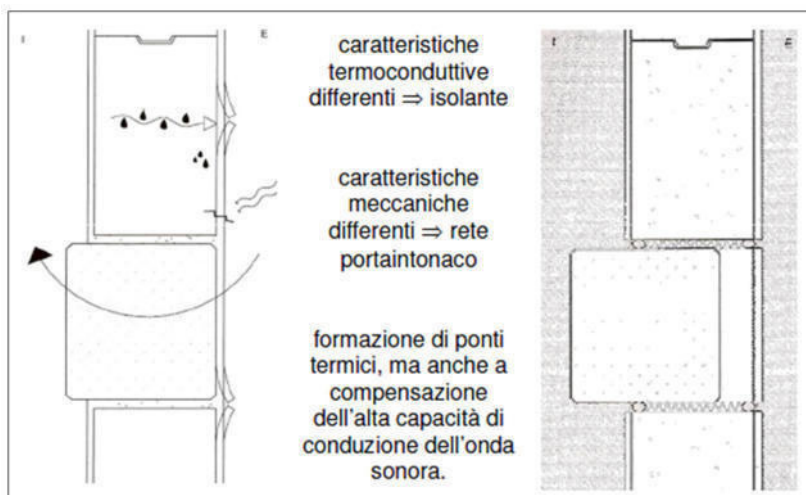 I
E
caratteristiche
termoconduttive
differenti ⇒ isolante
caratteristiche
meccaniche
differenti ⇒ rete
portaintonaco
formazione di ponti
termici, ma anche a
compensazione
dell'alta capacità di
conduzione dell'onda
sonora.
I
E